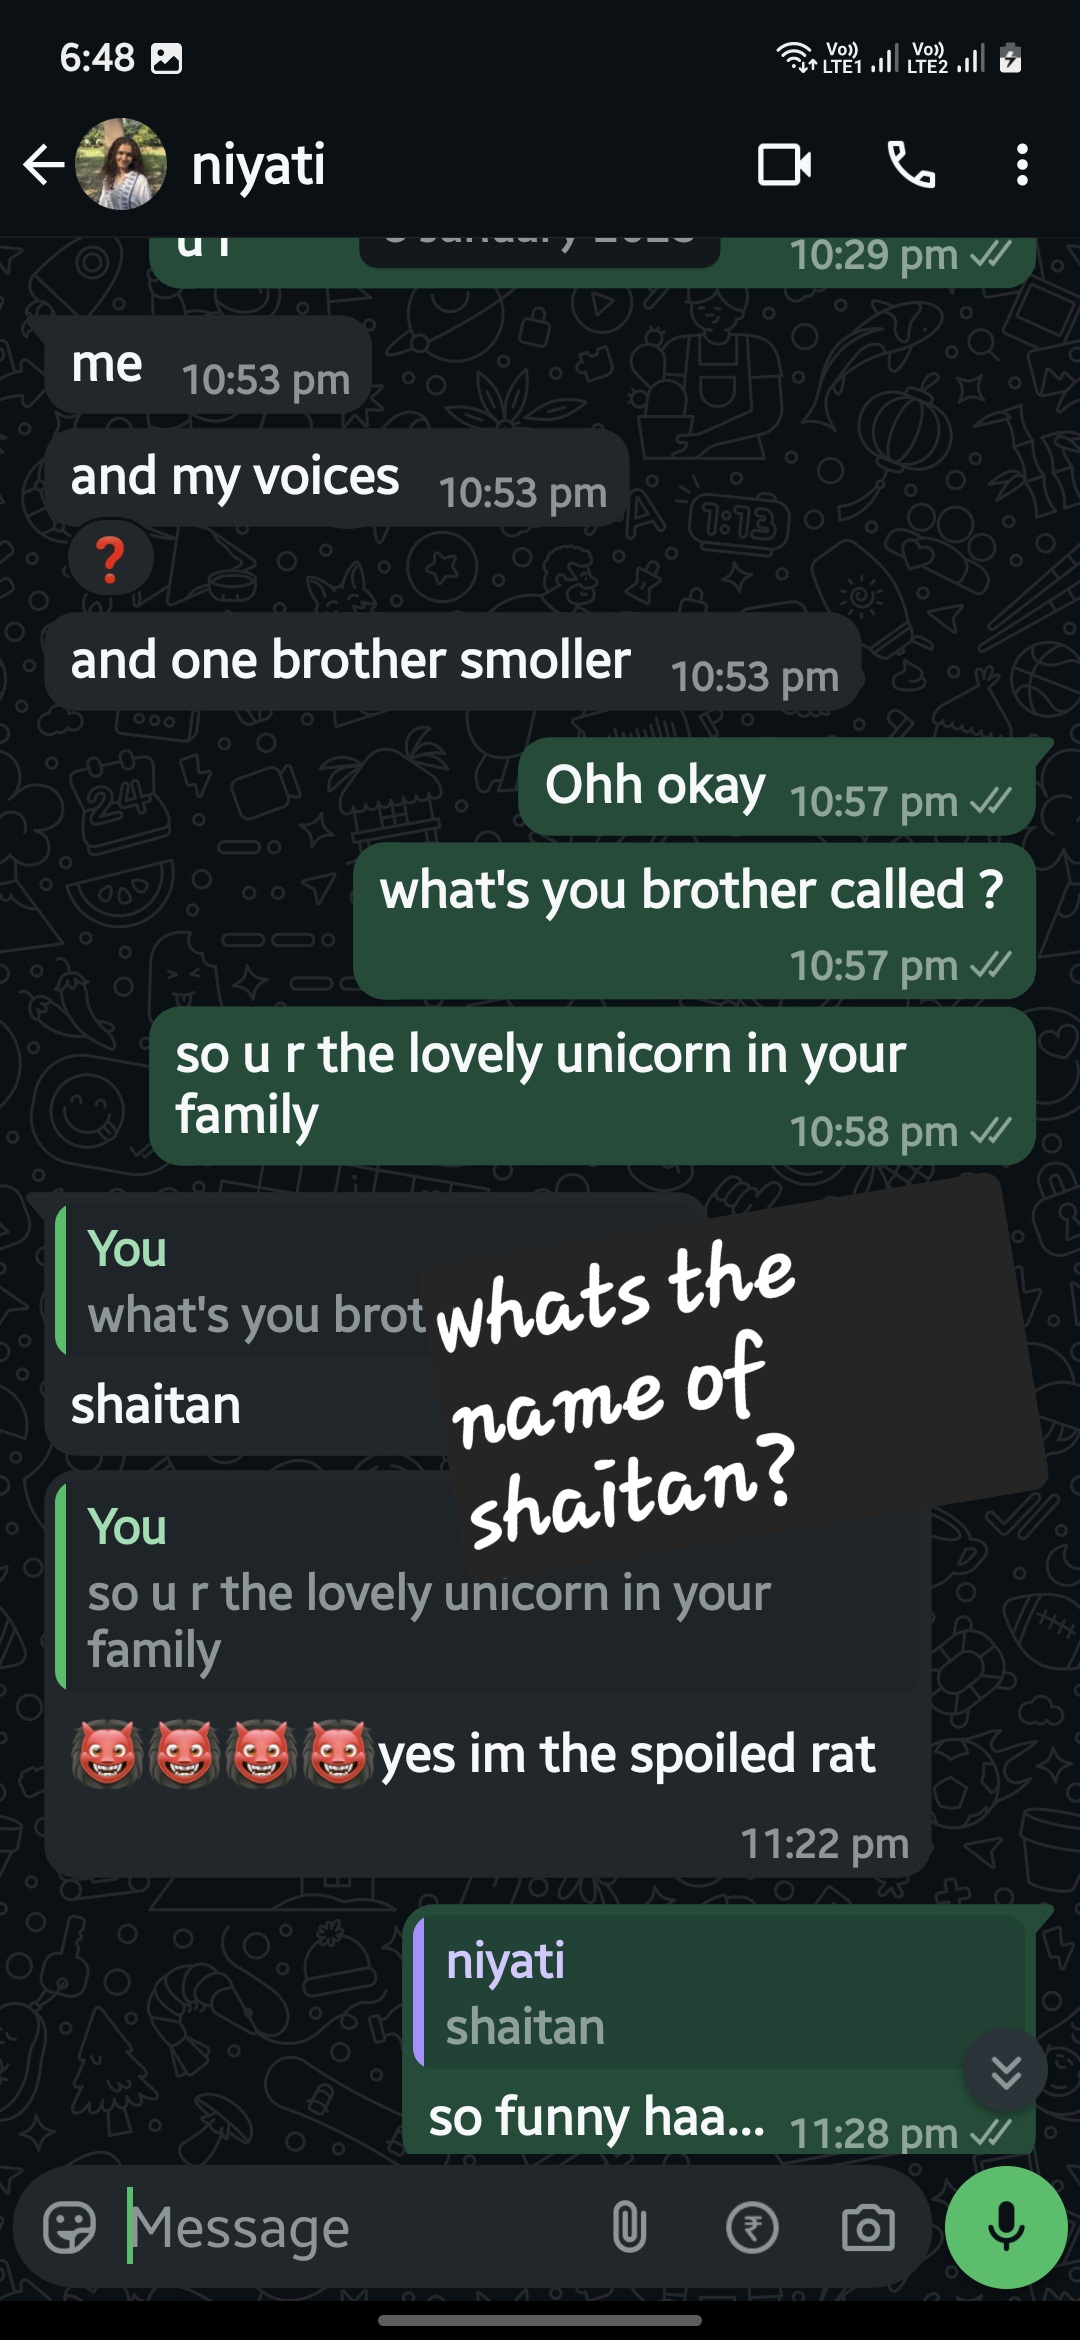 6:48
Vo)) LTE1 Vo)) LTE2
niyati
10:29 pm
me 10:53 pm
and my voices 10:53 pm
❓
and one brother smoller 10:53 pm
Ohh okay 10:57 pm
what's you brother called ?
10:57 pm
so u r the lovely unicorn in your
family 10:58 pm
You
what's you brot
shaitan
whats the
name of
shaitan?
You
so u r the lovely unicorn in your
family
👹👹👹👹yes im the spoiled rat
11:22 pm
niyati
shaitan
so funny haa... 11:28 pm
Message